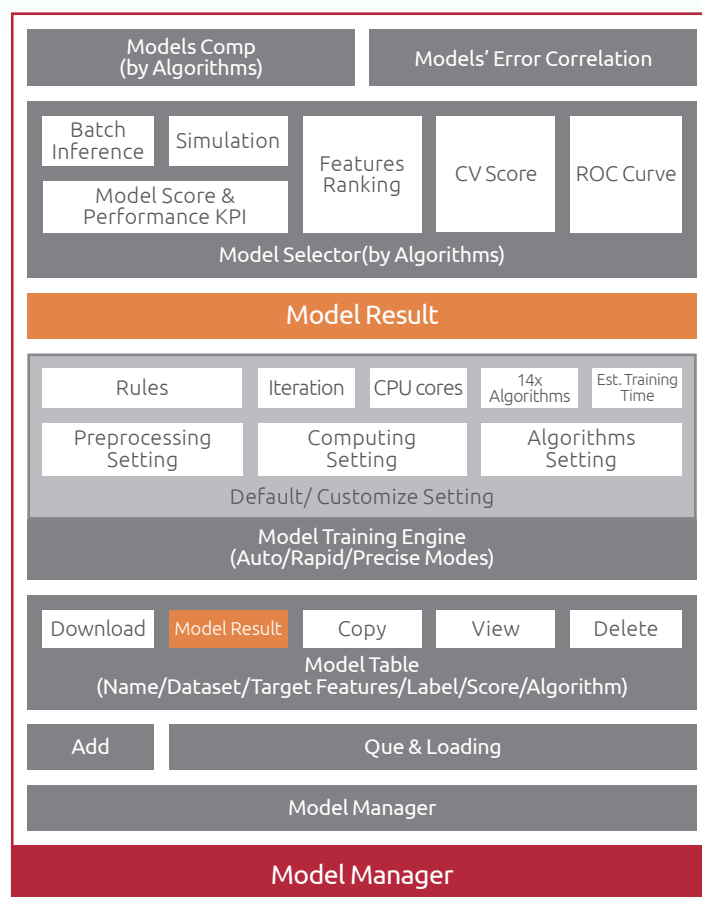 Models Comp
(by Algorithms)
Models' Error Correlation
Batch
Inference
Simulation
Model Score &
Performance KPI
Features
Ranking
CV Score
ROC Curve
Model Selector(by Algorithms)
Model Result
Rules
Iteration
CPU cores
14x
Algorithms
Est. Training
Time
Preprocessing
Setting
Computing
Setting
Algorithms
Setting
Default/ Customize Setting
Model Training Engine
(Auto/Rapid/Precise Modes)
Download
Model Result
Copy
View
Delete
Model Table
(Name/Dataset/Target Features/Label/Score/Algorithm)
Add
Que & Loading
Model Manager
Model Manager